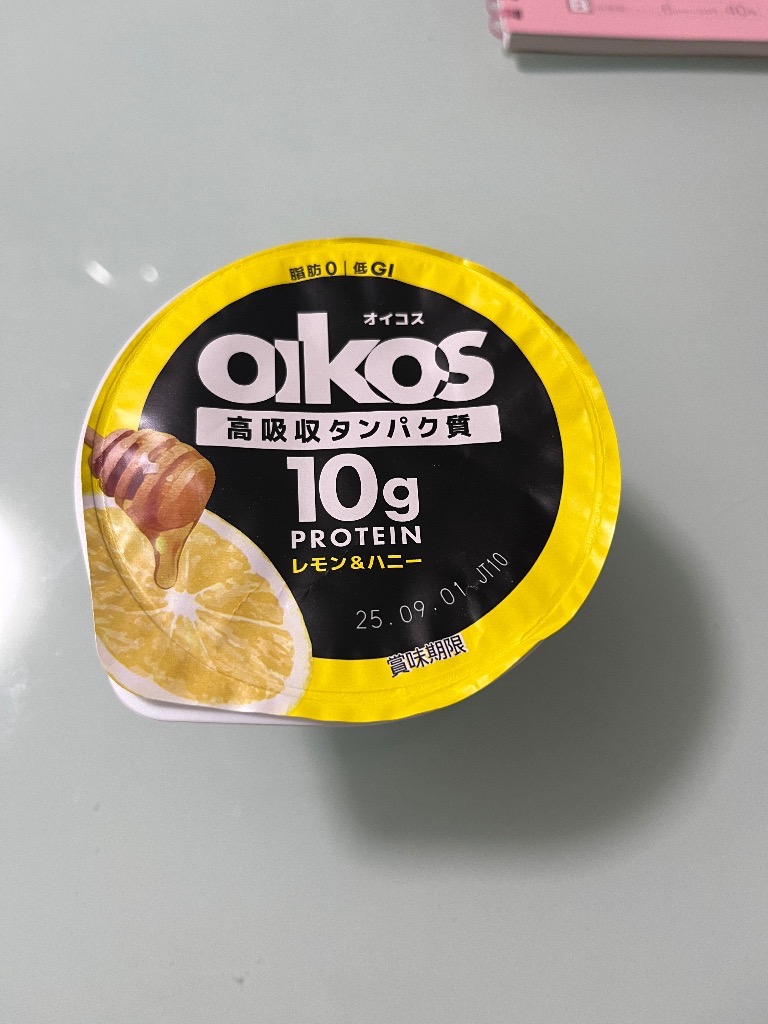 脂肪0|低GI
オイコス
oikos
高吸収タンパク質
10g
PROTEIN
レモン&ハニー
25.09.01 JT10
賞味期限